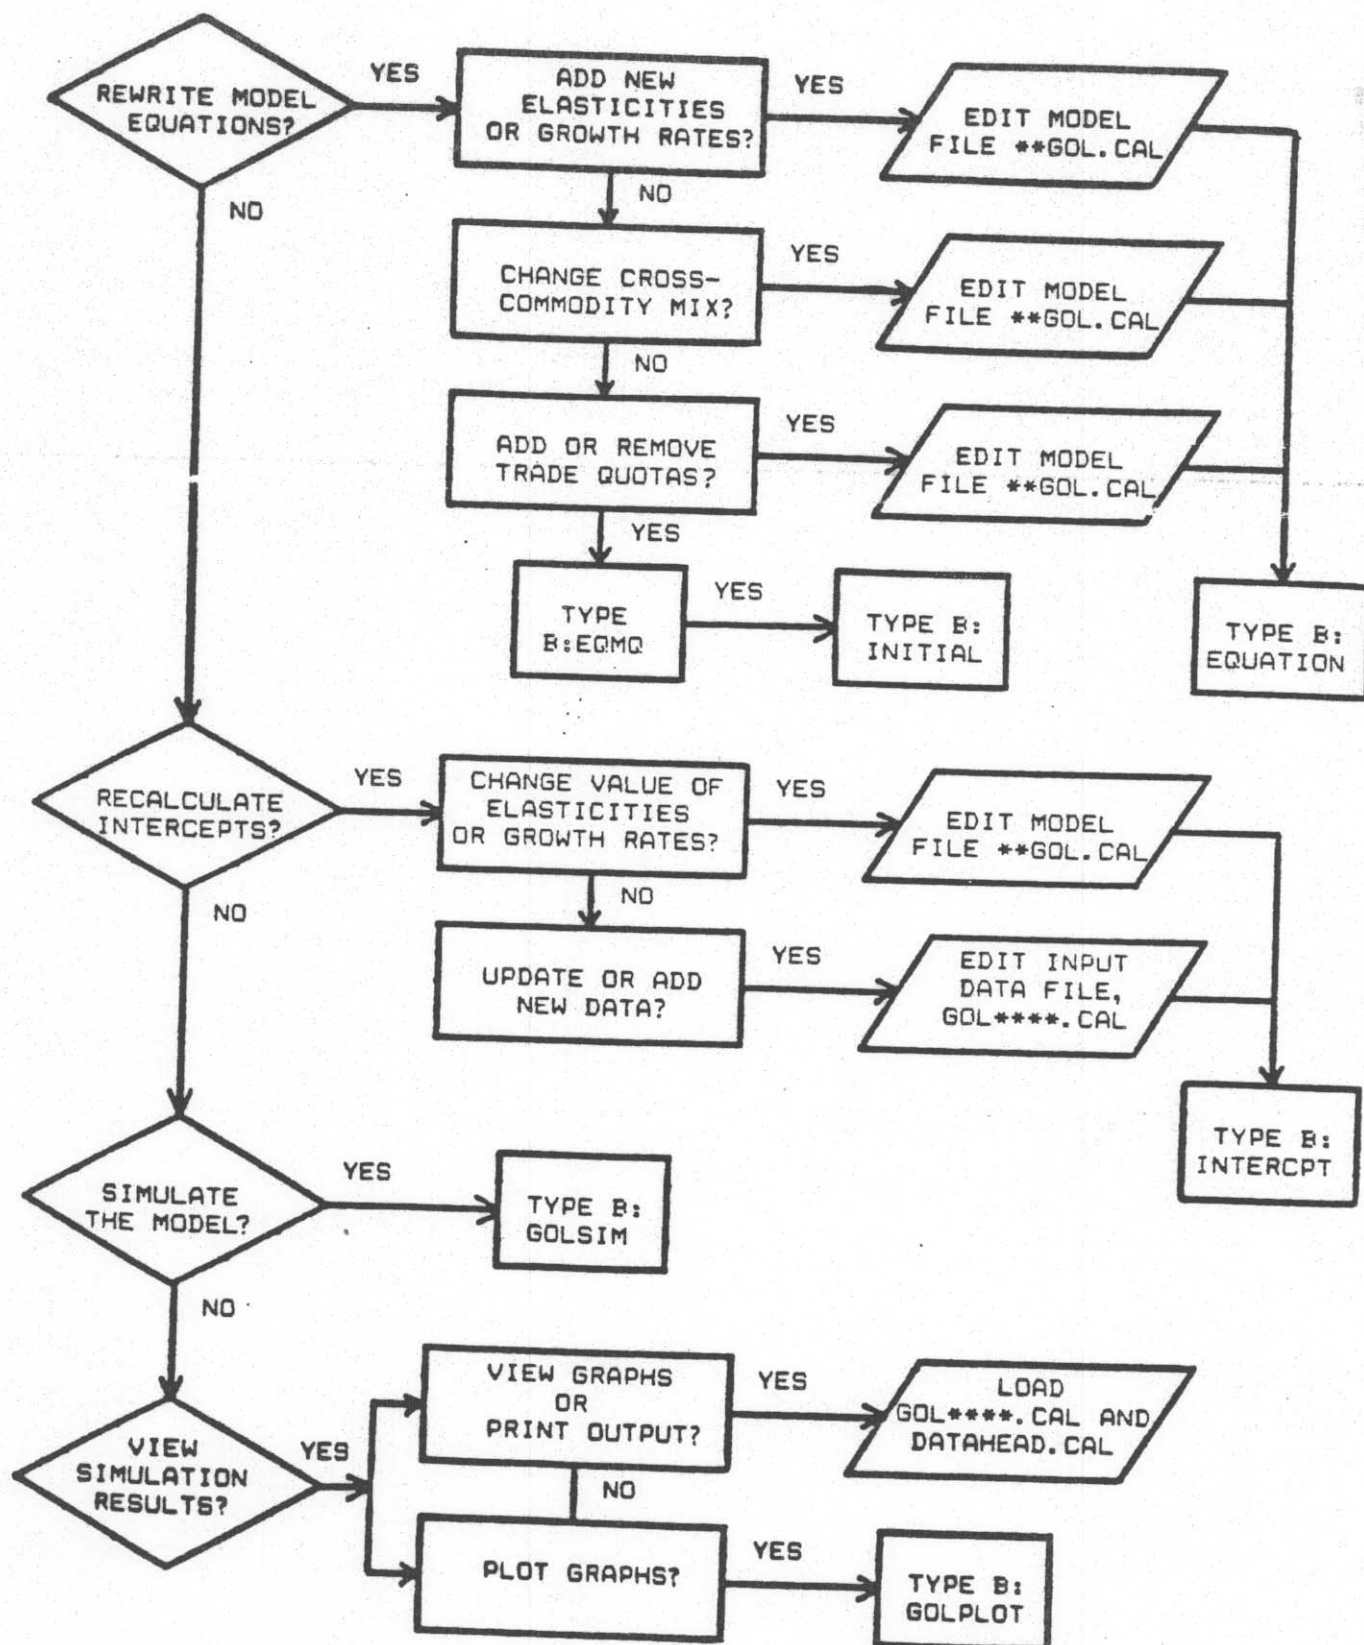 REWRITE MODEL
EQUATIONS?
YES
ADD NEW
ELASTICITIES
OR GROWTH RATES?
YES
EDIT MODEL
FILE **GOL.CAL
NO
NO
CHANGE CROSS-
COMMODITY MIX?
YES
EDIT MODEL
FILE **GOL.CAL
NO
ADD OR REMOVE
TRADE QUOTAS?
YES
EDIT MODEL
FILE **GOL.CAL
YES
TYPE
B:EQMQ
YES
TYPE B:
INITIAL
TYPE B:
EQUATION
RECALCULATE
INTERCEPTS?
YES
CHANGE VALUE OF
ELASTICITIES
OR GROWTH RATES?
YES
EDIT MODEL
FILE **GOL.CAL
NO
NO
UPDATE OR ADD
NEW DATA?
YES
EDIT INPUT
DATA FILE,
GOL****.CAL
TYPE B:
INTERCPT
SIMULATE
THE MODEL?
YES
TYPE B:
GOLSIM
NO
VIEW
SIMULATION
RESULTS?
YES
VIEW GRAPHS
OR
PRINT OUTPUT?
YES
LOAD
GOL****.CAL AND
DATAHEAD.CAL
NO
PLOT GRAPHS?
YES
TYPE B:
GOLPLOT